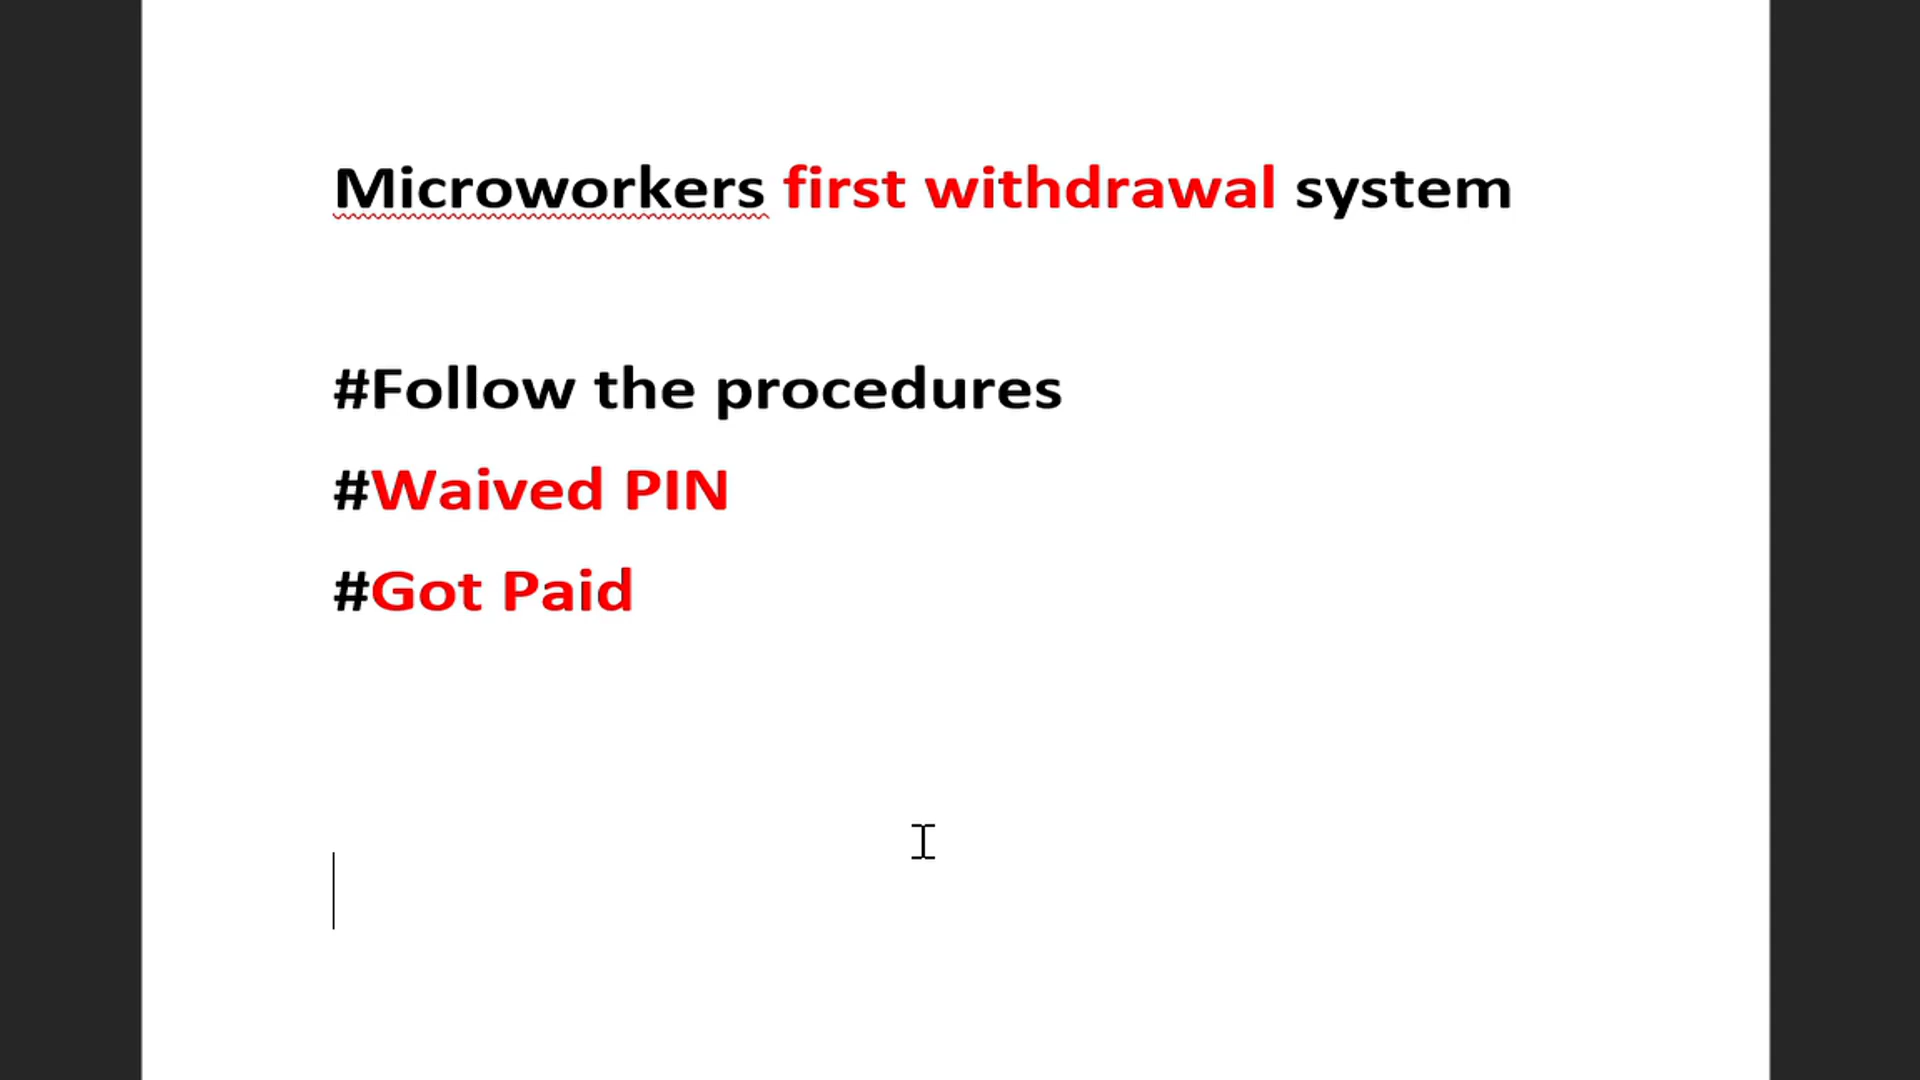 Microworkers first withdrawal system
#Follow the procedures
#Waived PIN
#Got Paid